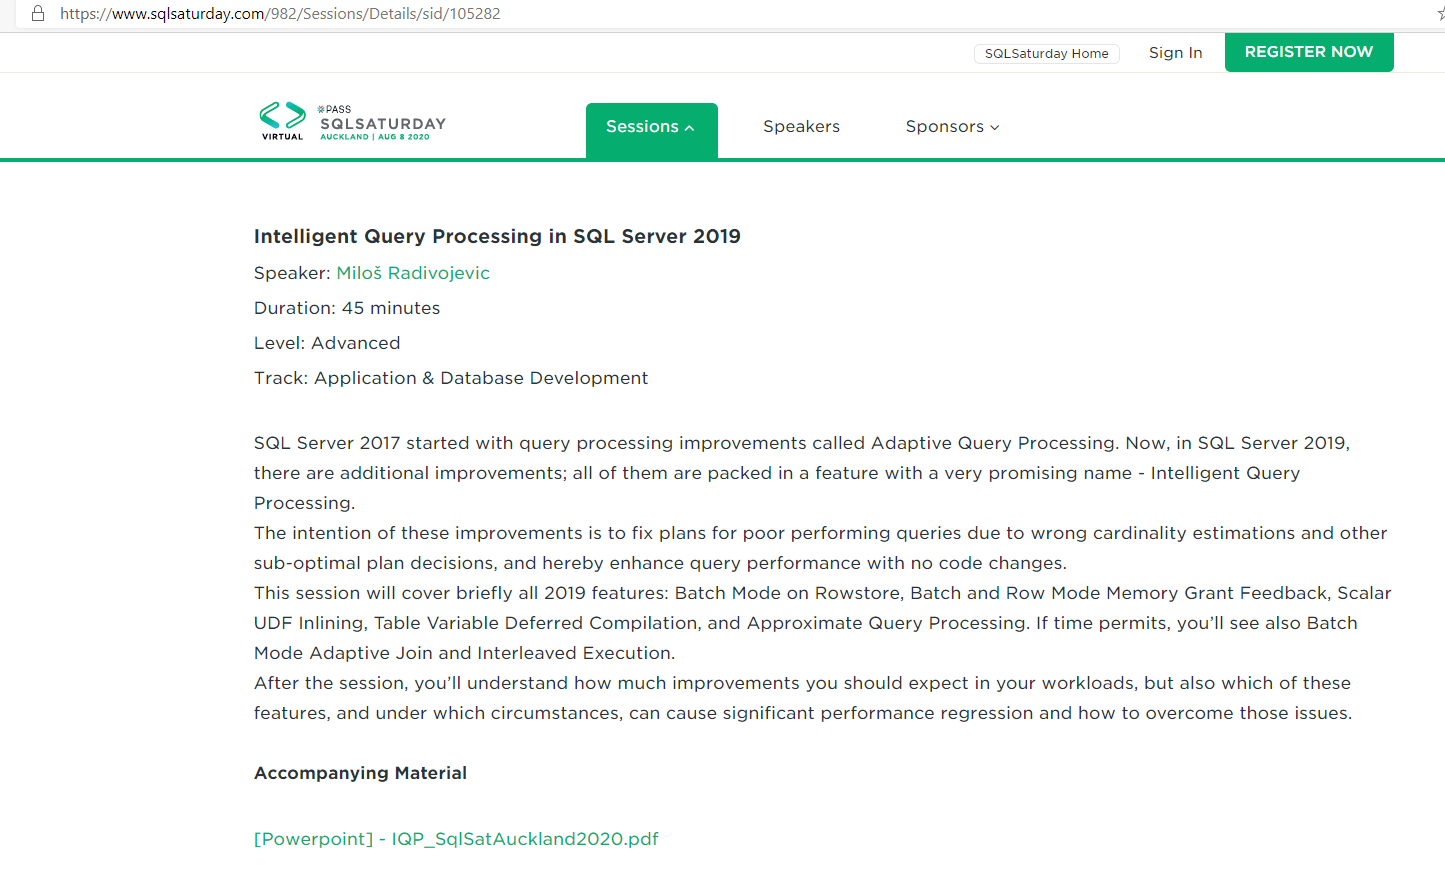 https://www.sqlsaturday.com/982/Sessions/Details/sid/105282
SQLSaturday Home Sign In REGISTER NOW
PASS
SQLSATURDAY
VIRTUAL AUCKLAND | AUG 8 2020
Sessions Speakers Sponsors
Intelligent Query Processing in SQL Server 2019
Speaker: Miloš Radivojevic
Duration: 45 minutes
Level: Advanced
Track: Application & Database Development
SQL Server 2017 started with query processing improvements called Adaptive Query Processing. Now, in SQL Server 2019,
there are additional improvements; all of them are packed in a feature with a very promising name - Intelligent Query
Processing.
The intention of these improvements is to fix plans for poor performing queries due to wrong cardinality estimations and other
sub-optimal plan decisions, and hereby enhance query performance with no code changes.
This session will cover briefly all 2019 features: Batch Mode on Rowstore, Batch and Row Mode Memory Grant Feedback, Scalar
UDF Inlining, Table Variable Deferred Compilation, and Approximate Query Processing. If time permits, you’ll see also Batch
Mode Adaptive Join and Interleaved Execution.
After the session, you’ll understand how much improvements you should expect in your workloads, but also which of these
features, and under which circumstances, can cause significant performance regression and how to overcome those issues.
Accompanying Material
[Powerpoint] - IQP_SqlSatAuckland2020.pdf